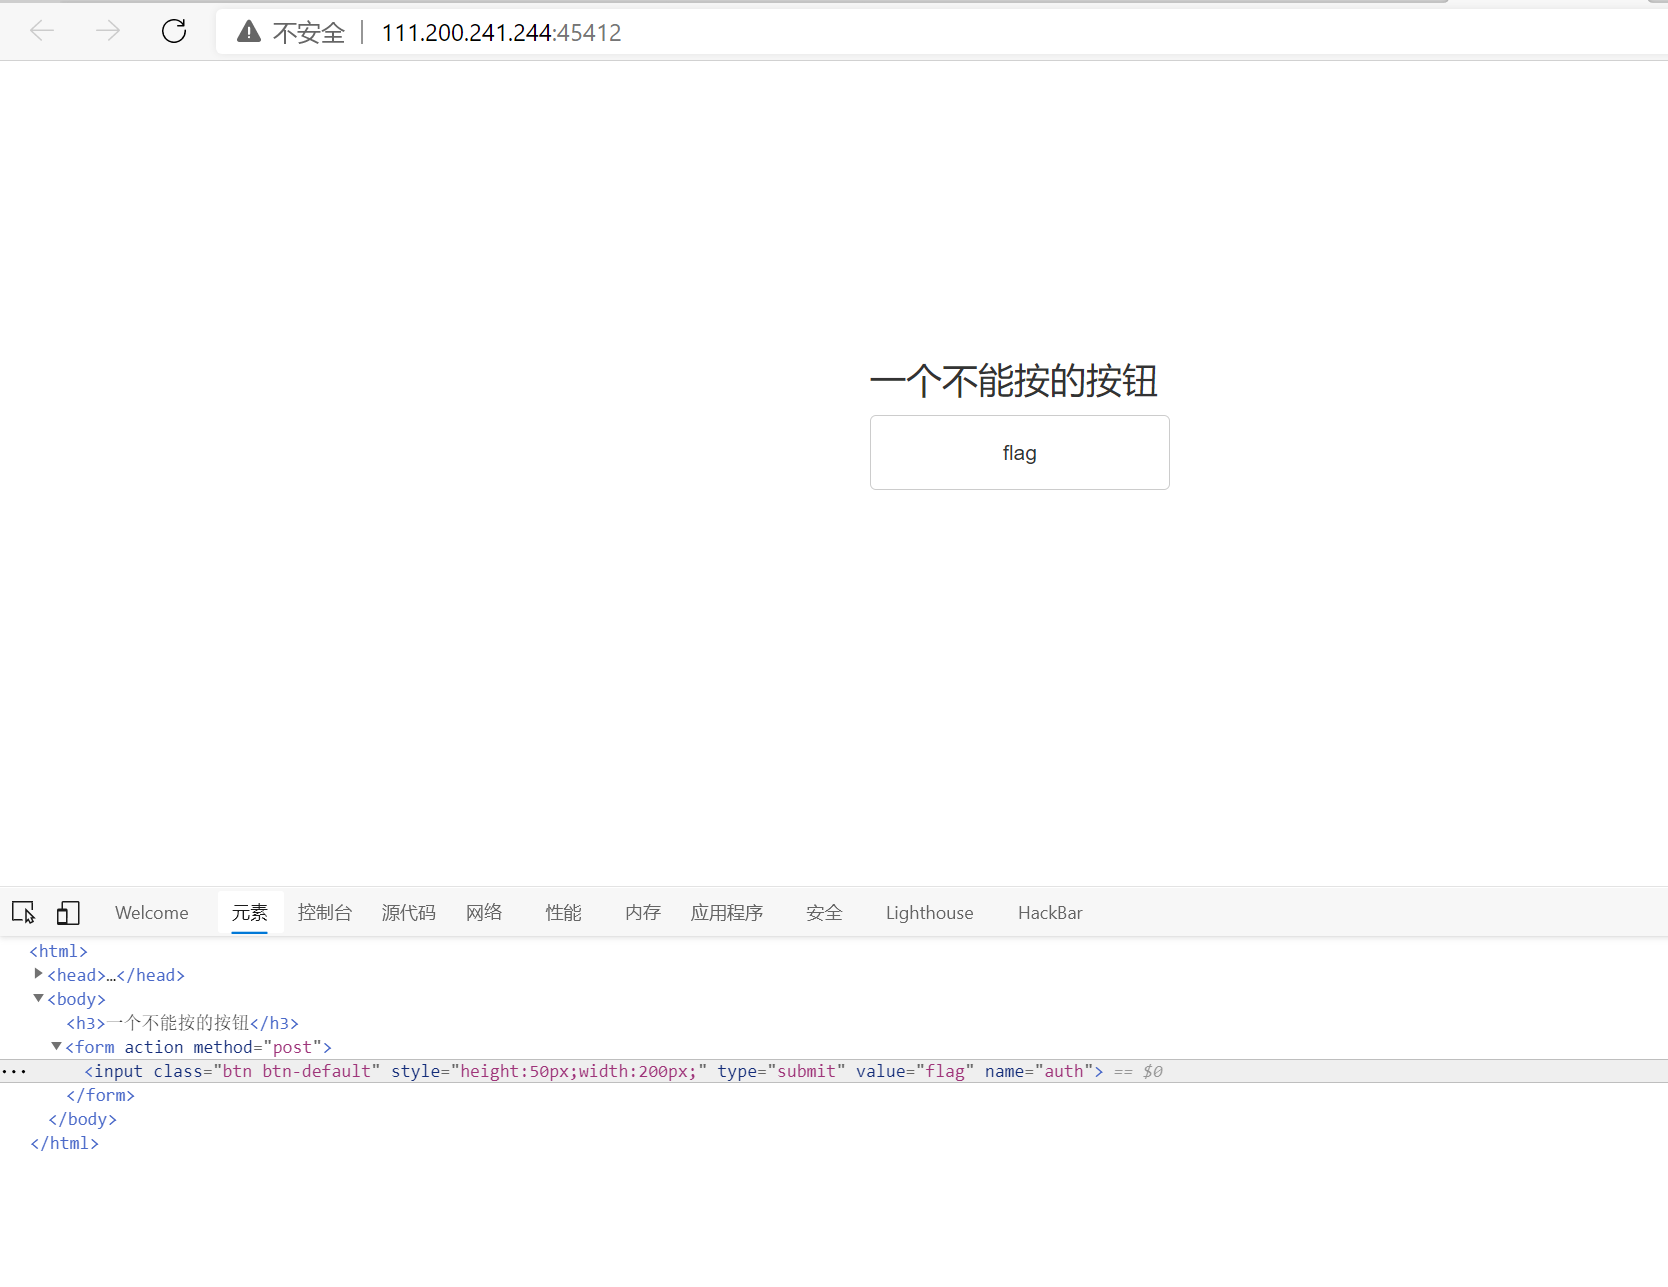 不安全 | 111.200.241.244:45412
一个不能按的按钮
flag
Welcome 元素 控制台 源代码 网络 性能 内存 应用程序 安全 Lighthouse HackBar
<html>
<head>…</head>
<body>
<h3>一个不能按的按钮</h3>
<form action method="post">
<input class="btn btn-default" style="height:50px;width:200px;" type="submit" value="flag" name="auth"> == $0
</form>
</body>
</html>